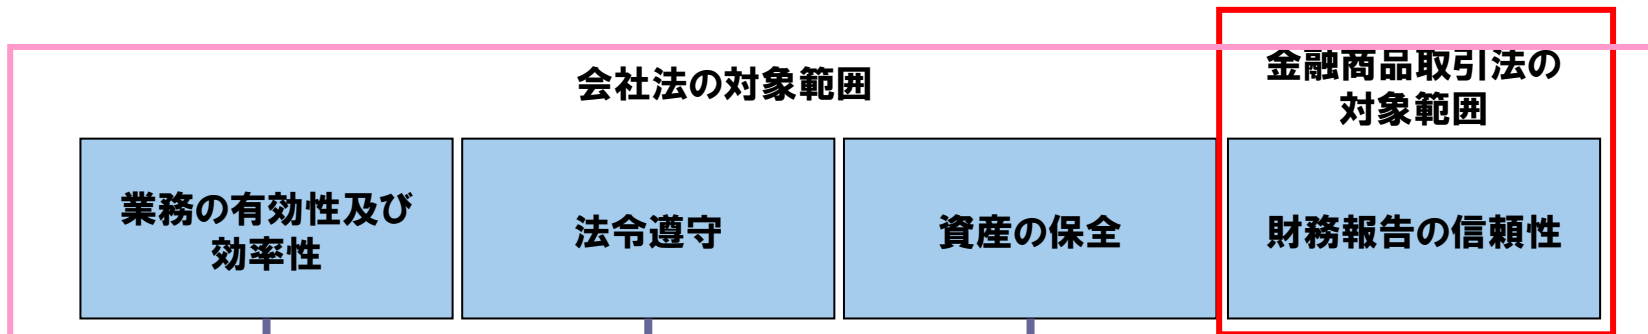 会社法の対象範囲
金融商品取引法の
対象範囲
業務の有効性及び
効率性
法令遵守
資産の保全
財務報告の信頼性